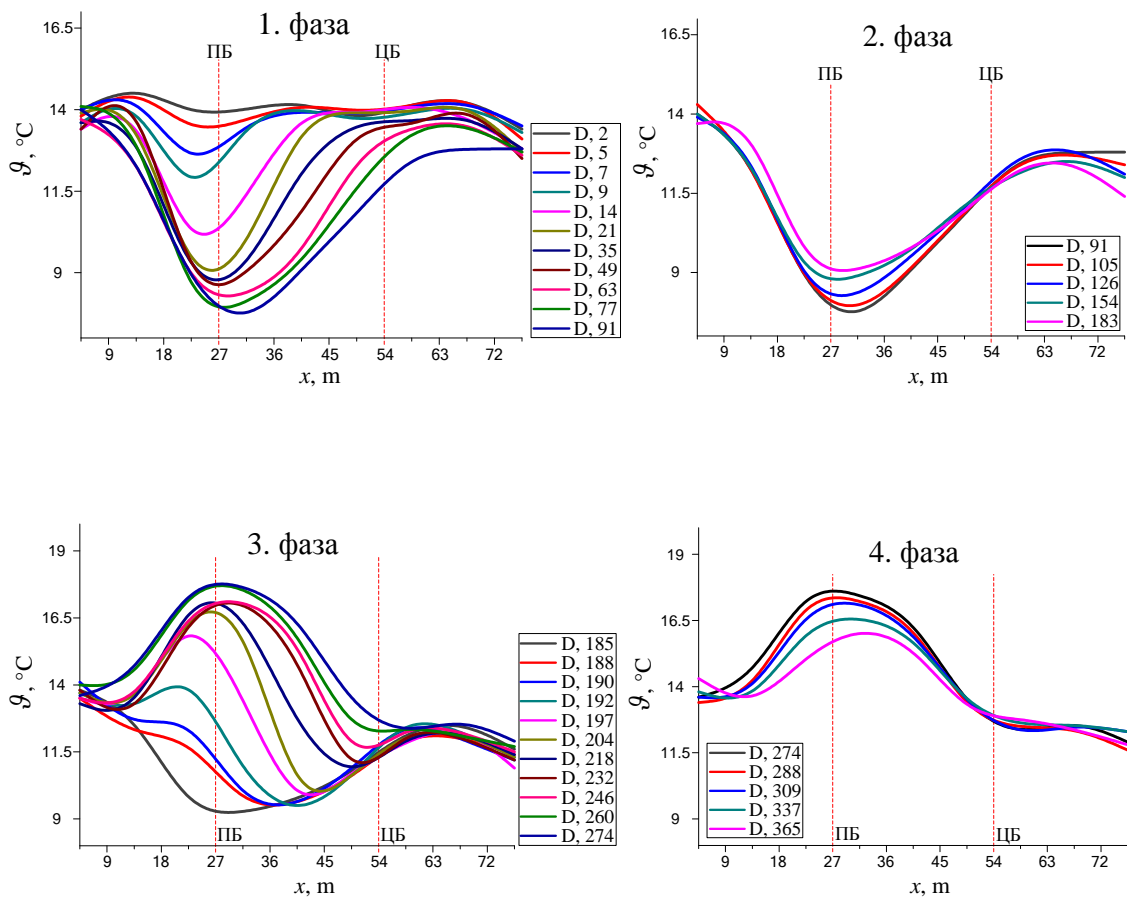 1. фаза
ПБ
ЦБ
16.5
14
11.5
9
ϑ, °C
9 18 27 36 45 54 63 72
x, m
D, 2
D, 5
D, 7
D, 9
D, 14
D, 21
D, 35
D, 49
D, 63
D, 77
D, 91
2. фаза
ПБ
ЦБ
16.5
14
11.5
9
ϑ, °C
9 18 27 36 45 54 63 72
x, m
D, 91
D, 105
D, 126
D, 154
D, 183
3. фаза
19
16.5
14
11.5
9
ϑ, °C
ПБ
ЦБ
9 18 27 36 45 54 63 72
x, m
D, 185
D, 188
D, 190
D, 192
D, 197
D, 204
D, 218
D, 232
D, 246
D, 260
D, 274
4. фаза
19
16.5
14
11.5
9
ϑ, °C
D, 274
D, 288
D, 309
D, 337
D, 365
ПБ
ЦБ
9 18 27 36 45 54 63 72
x, m